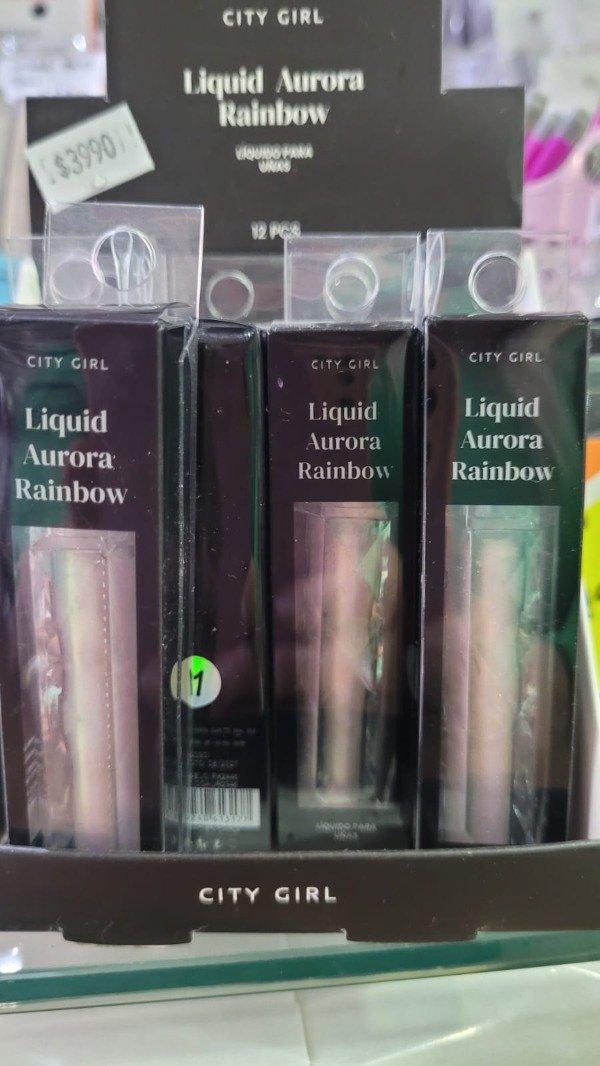 CITY GIRL
Liquid Aurora
Rainbow
LÍQUIDO PARA
UÑAS
12 PCS
$3990
CITY GIRL
Liquid
Aurora
Rainbow
11
CITY GIRL
Liquid
Aurora
Rainbow
LÍQUIDO PARA
UÑAS
CITY GIRL
Liquid
Aurora
Rainbow
CITY GIRL